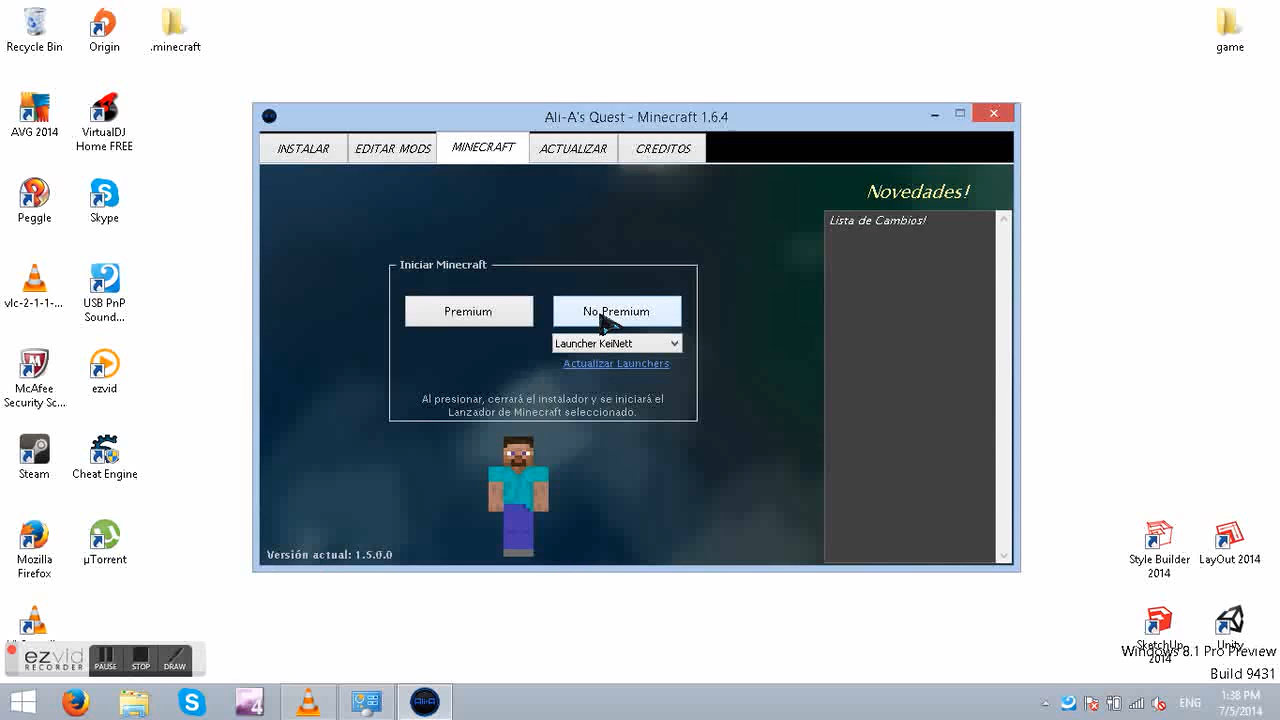 Recycle Bin
Origin
.minecraft
game
AVG 2014
VirtualDJ
Home FREE
Peggle
Skype
vlc-2-1-1-...
USB PnP
Sound...
McAfee
Security Sc...
ezvid
Steam
Cheat Engine
Mozilla
Firefox
µTorrent
Ali-A's Quest - Minecraft 1.6.4
INSTALAR
EDITAR MODS
MINECRAFT
ACTUALIZAR
CREDITOS
Novedades!
Lista de Cambios!
Iniciar Minecraft
Premium
No Premium
Launcher KeiNett
Actualizar Launchers
Al presionar, cerrará el instalador y se iniciará el
Lanzador de Minecraft seleccionado.
Versión actual: 1.5.0.0
Style Builder
2014
LayOut 2014
SketchUp
2014
Unity
Windows 8.1 Pro Preview
Build 9431
ezvid
RECORDER
PAUSE
STOP
DRAW
4
Ali-A
ENG
1:38 PM
7/5/2014